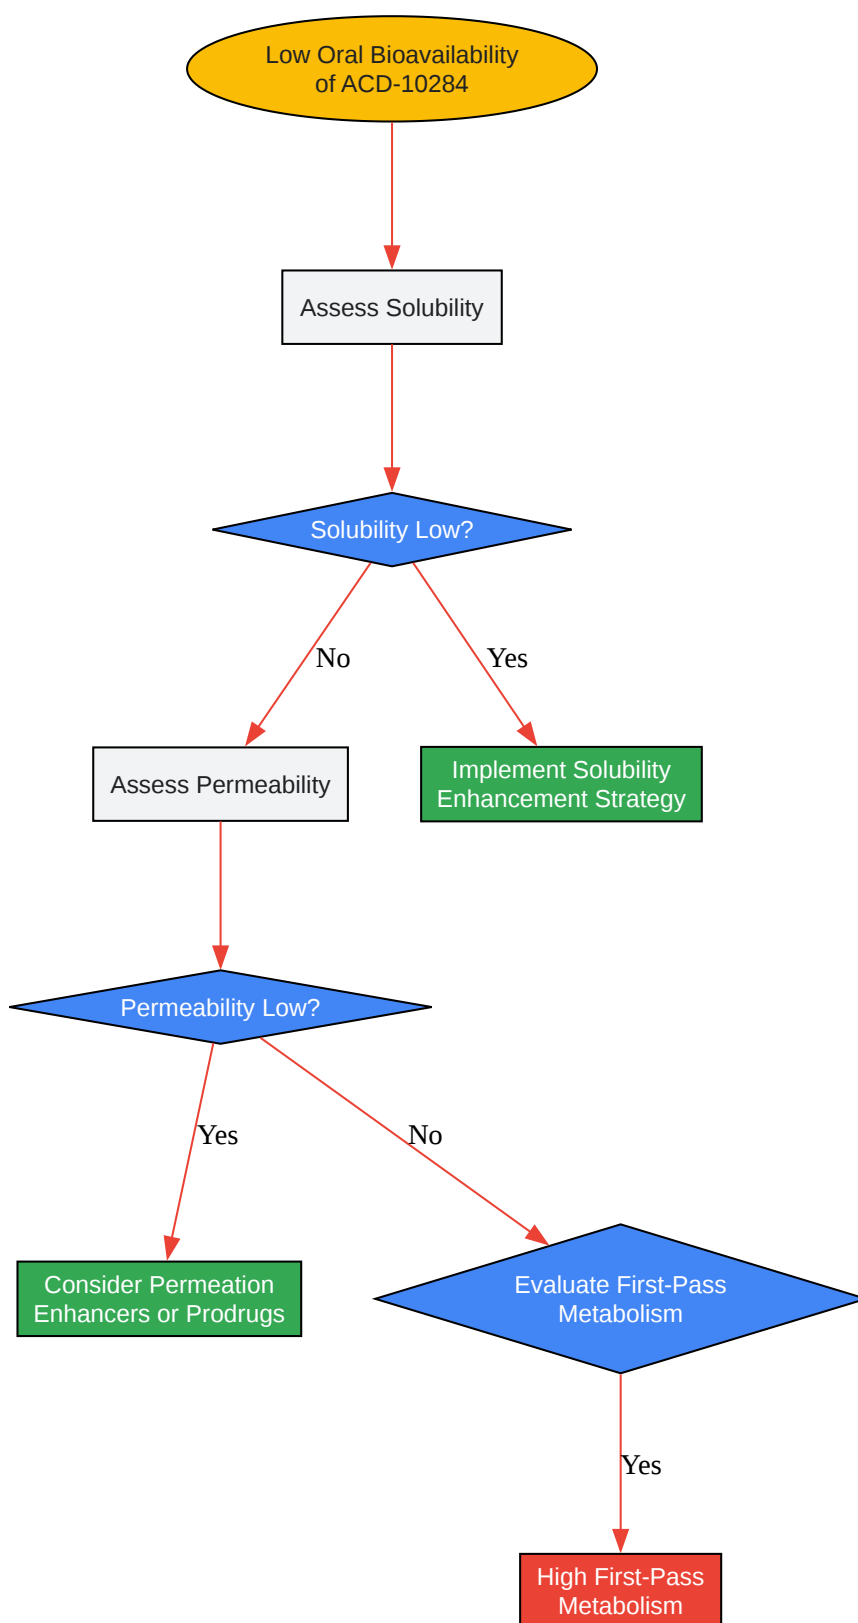 Low Oral Bioavailability
of ACD-10284
Assess Solubility
Solubility Low?
No
Yes
Assess Permeability
Implement Solubility
Enhancement Strategy
Permeability Low?
Yes
No
Consider Permeation
Enhancers or Prodrugs
Evaluate First-Pass
Metabolism
Yes
High First-Pass
Metabolism